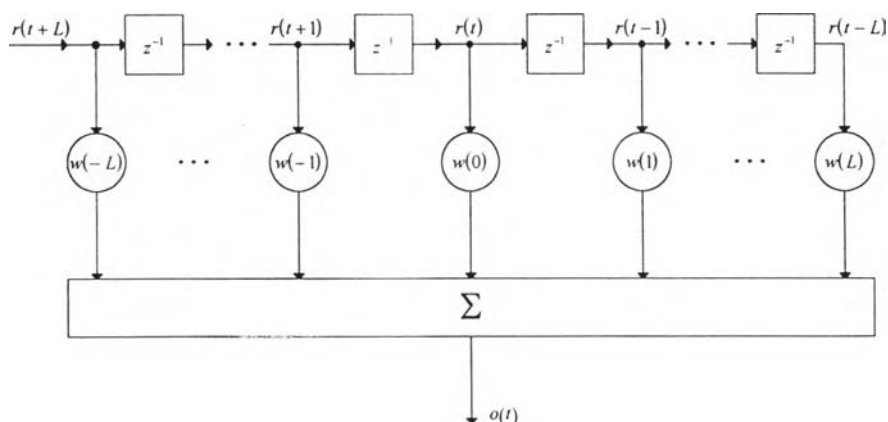 r(t+L) r(t+1) r(t) r(t−1) r(t−L)
z⁻¹ ··· z⁻¹ z⁻¹ ··· z⁻¹
w(−L) ··· w(−1) w(0) w(1) ··· w(L)
Σ
o(t)